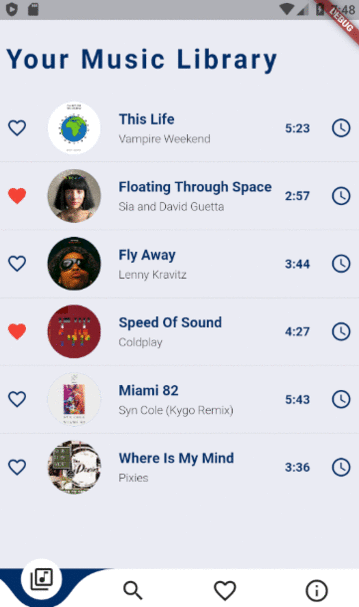 7:48
DEBUG
Your Music Library
This Life
Vampire Weekend
5:23
Floating Through Space
Sia and David Guetta
2:57
Fly Away
Lenny Kravitz
3:44
Speed Of Sound
Coldplay
4:27
Miami 82
Syn Cole (Kygo Remix)
5:43
Where Is My Mind
Pixies
3:36